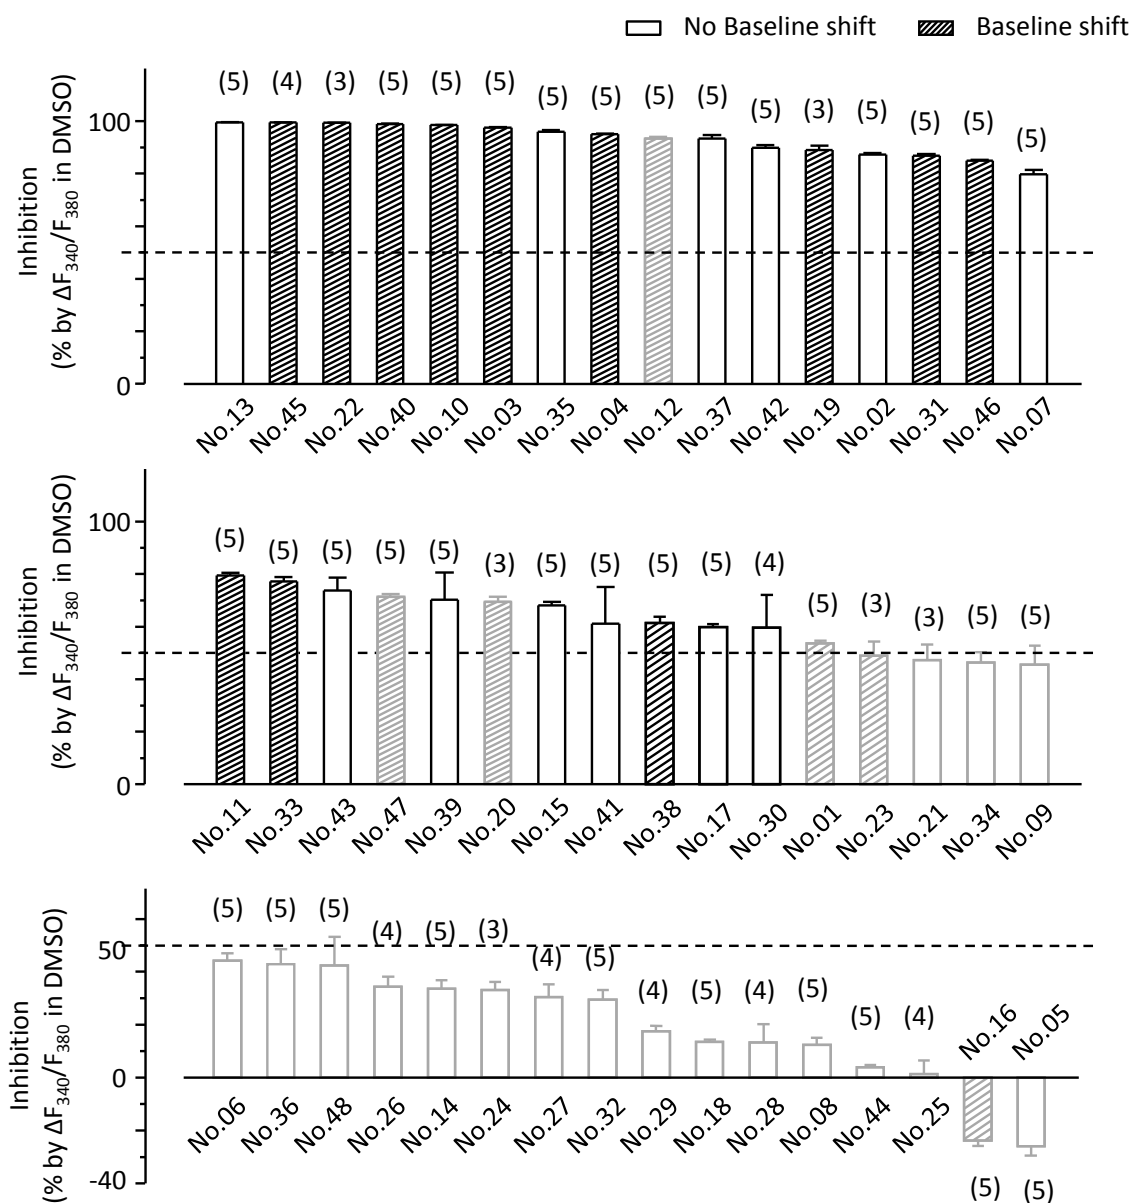 No Baseline shift Baseline shift
(5) (4) (3) (5) (5) (5) (5) (5) (5) (5) (5) (3) (5) (5) (5) (5)
100
0
Inhibition
(% by ΔF340/F380 in DMSO)
No.13 No.45 No.22 No.40 No.10 No.03 No.35 No.04 No.12 No.37 No.42 No.19 No.02 No.31 No.46 No.07
(5) (5) (5) (5) (5) (3) (5) (5) (5) (5) (4) (5) (3) (3) (5) (5)
100
0
Inhibition
(% by ΔF340/F380 in DMSO)
No.11 No.33 No.43 No.47 No.39 No.20 No.15 No.41 No.38 No.17 No.30 No.01 No.23 No.21 No.34 No.09
(5) (5) (5) (4) (5) (3) (4) (5) (4) (5) (4) (5) (5) (4)
No.16 No.05
50
0
-40
Inhibition
(% by ΔF340/F380 in DMSO)
No.06 No.36 No.48 No.26 No.14 No.24 No.27 No.32 No.29 No.18 No.28 No.08 No.44 No.25
(5) (5)